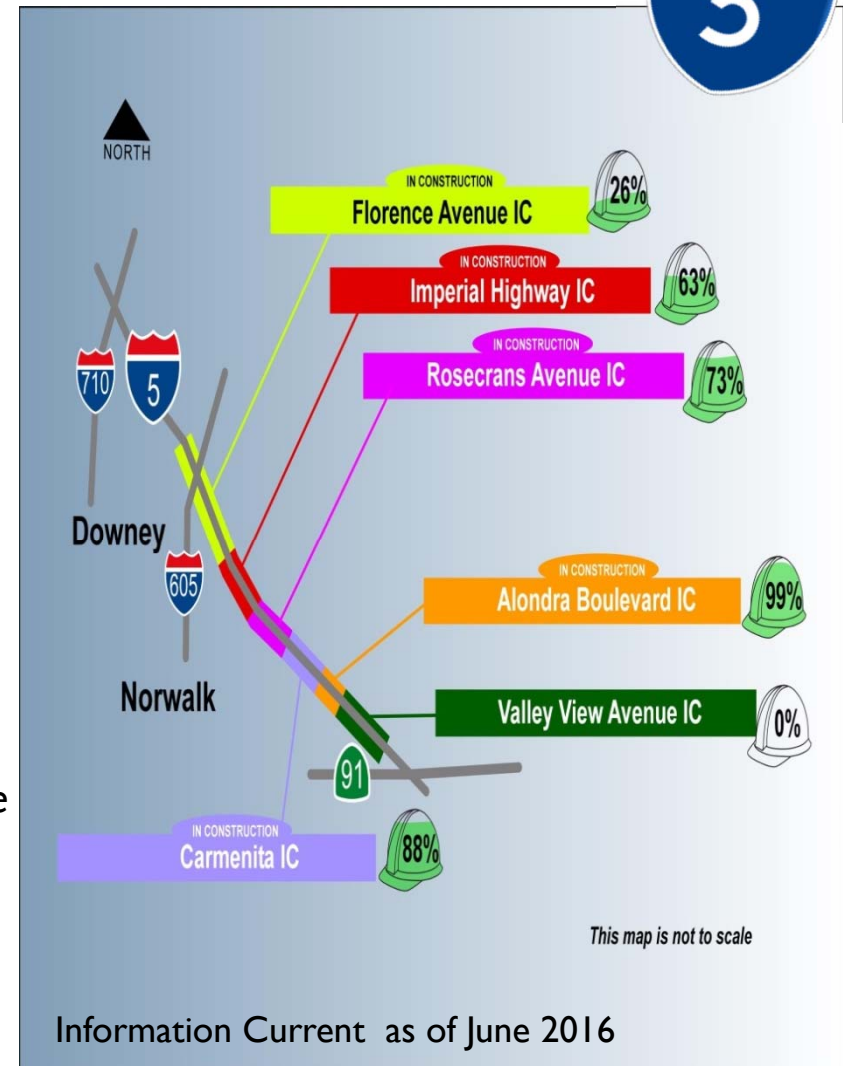 5
NORTH
IN CONSTRUCTION
Florence Avenue IC
26%
IN CONSTRUCTION
Imperial Highway IC
63%
IN CONSTRUCTION
Rosecrans Avenue IC
73%
710
5
Downey
605
IN CONSTRUCTION
Alondra Boulevard IC
99%
Norwalk
Valley View Avenue IC
0%
91
e
IN CONSTRUCTION
Carmenita IC
88%
This map is not to scale
Information Current as of June 2016